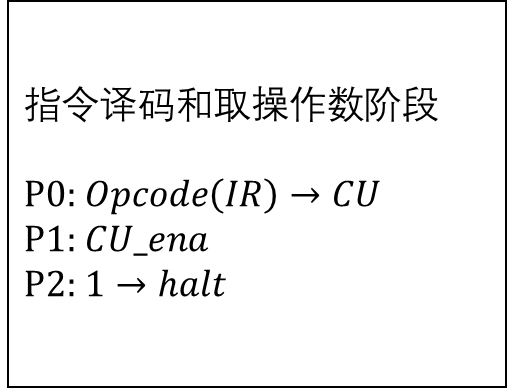 指令译码和取操作数阶段
P0: Opcode(IR) → CU
P1: CU_ena
P2: 1 → halt